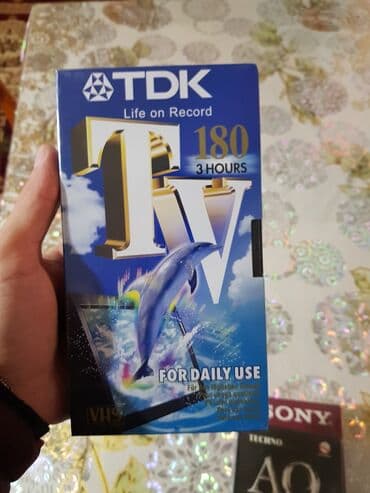 TDK
Life on Record
TV
180
3 HOURS
FOR DAILY USE
VHS
SONY
TECHNO
AQ